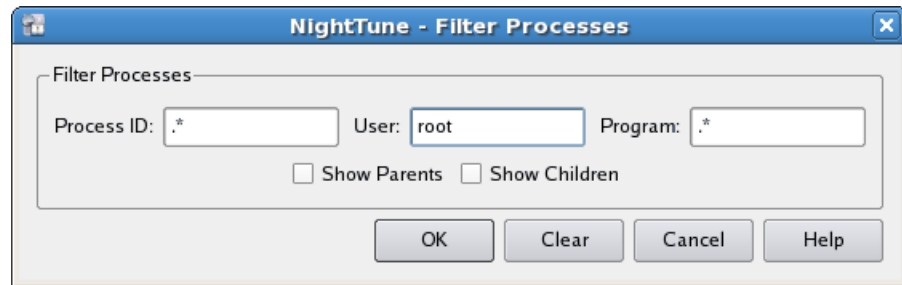 NightTune - Filter Processes
Filter Processes
Process ID: .* User: root Program: .*
Show Parents Show Children
OK Clear Cancel Help